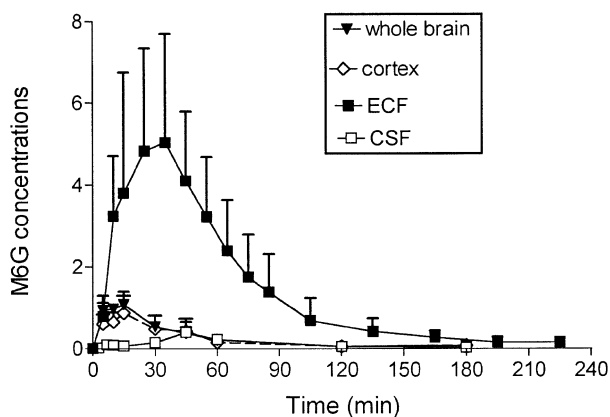 8
6
4
2
0
M6G concentrations
whole brain
cortex
ECF
CSF
0 30 60 90 120 150 180 210 240
Time (min)